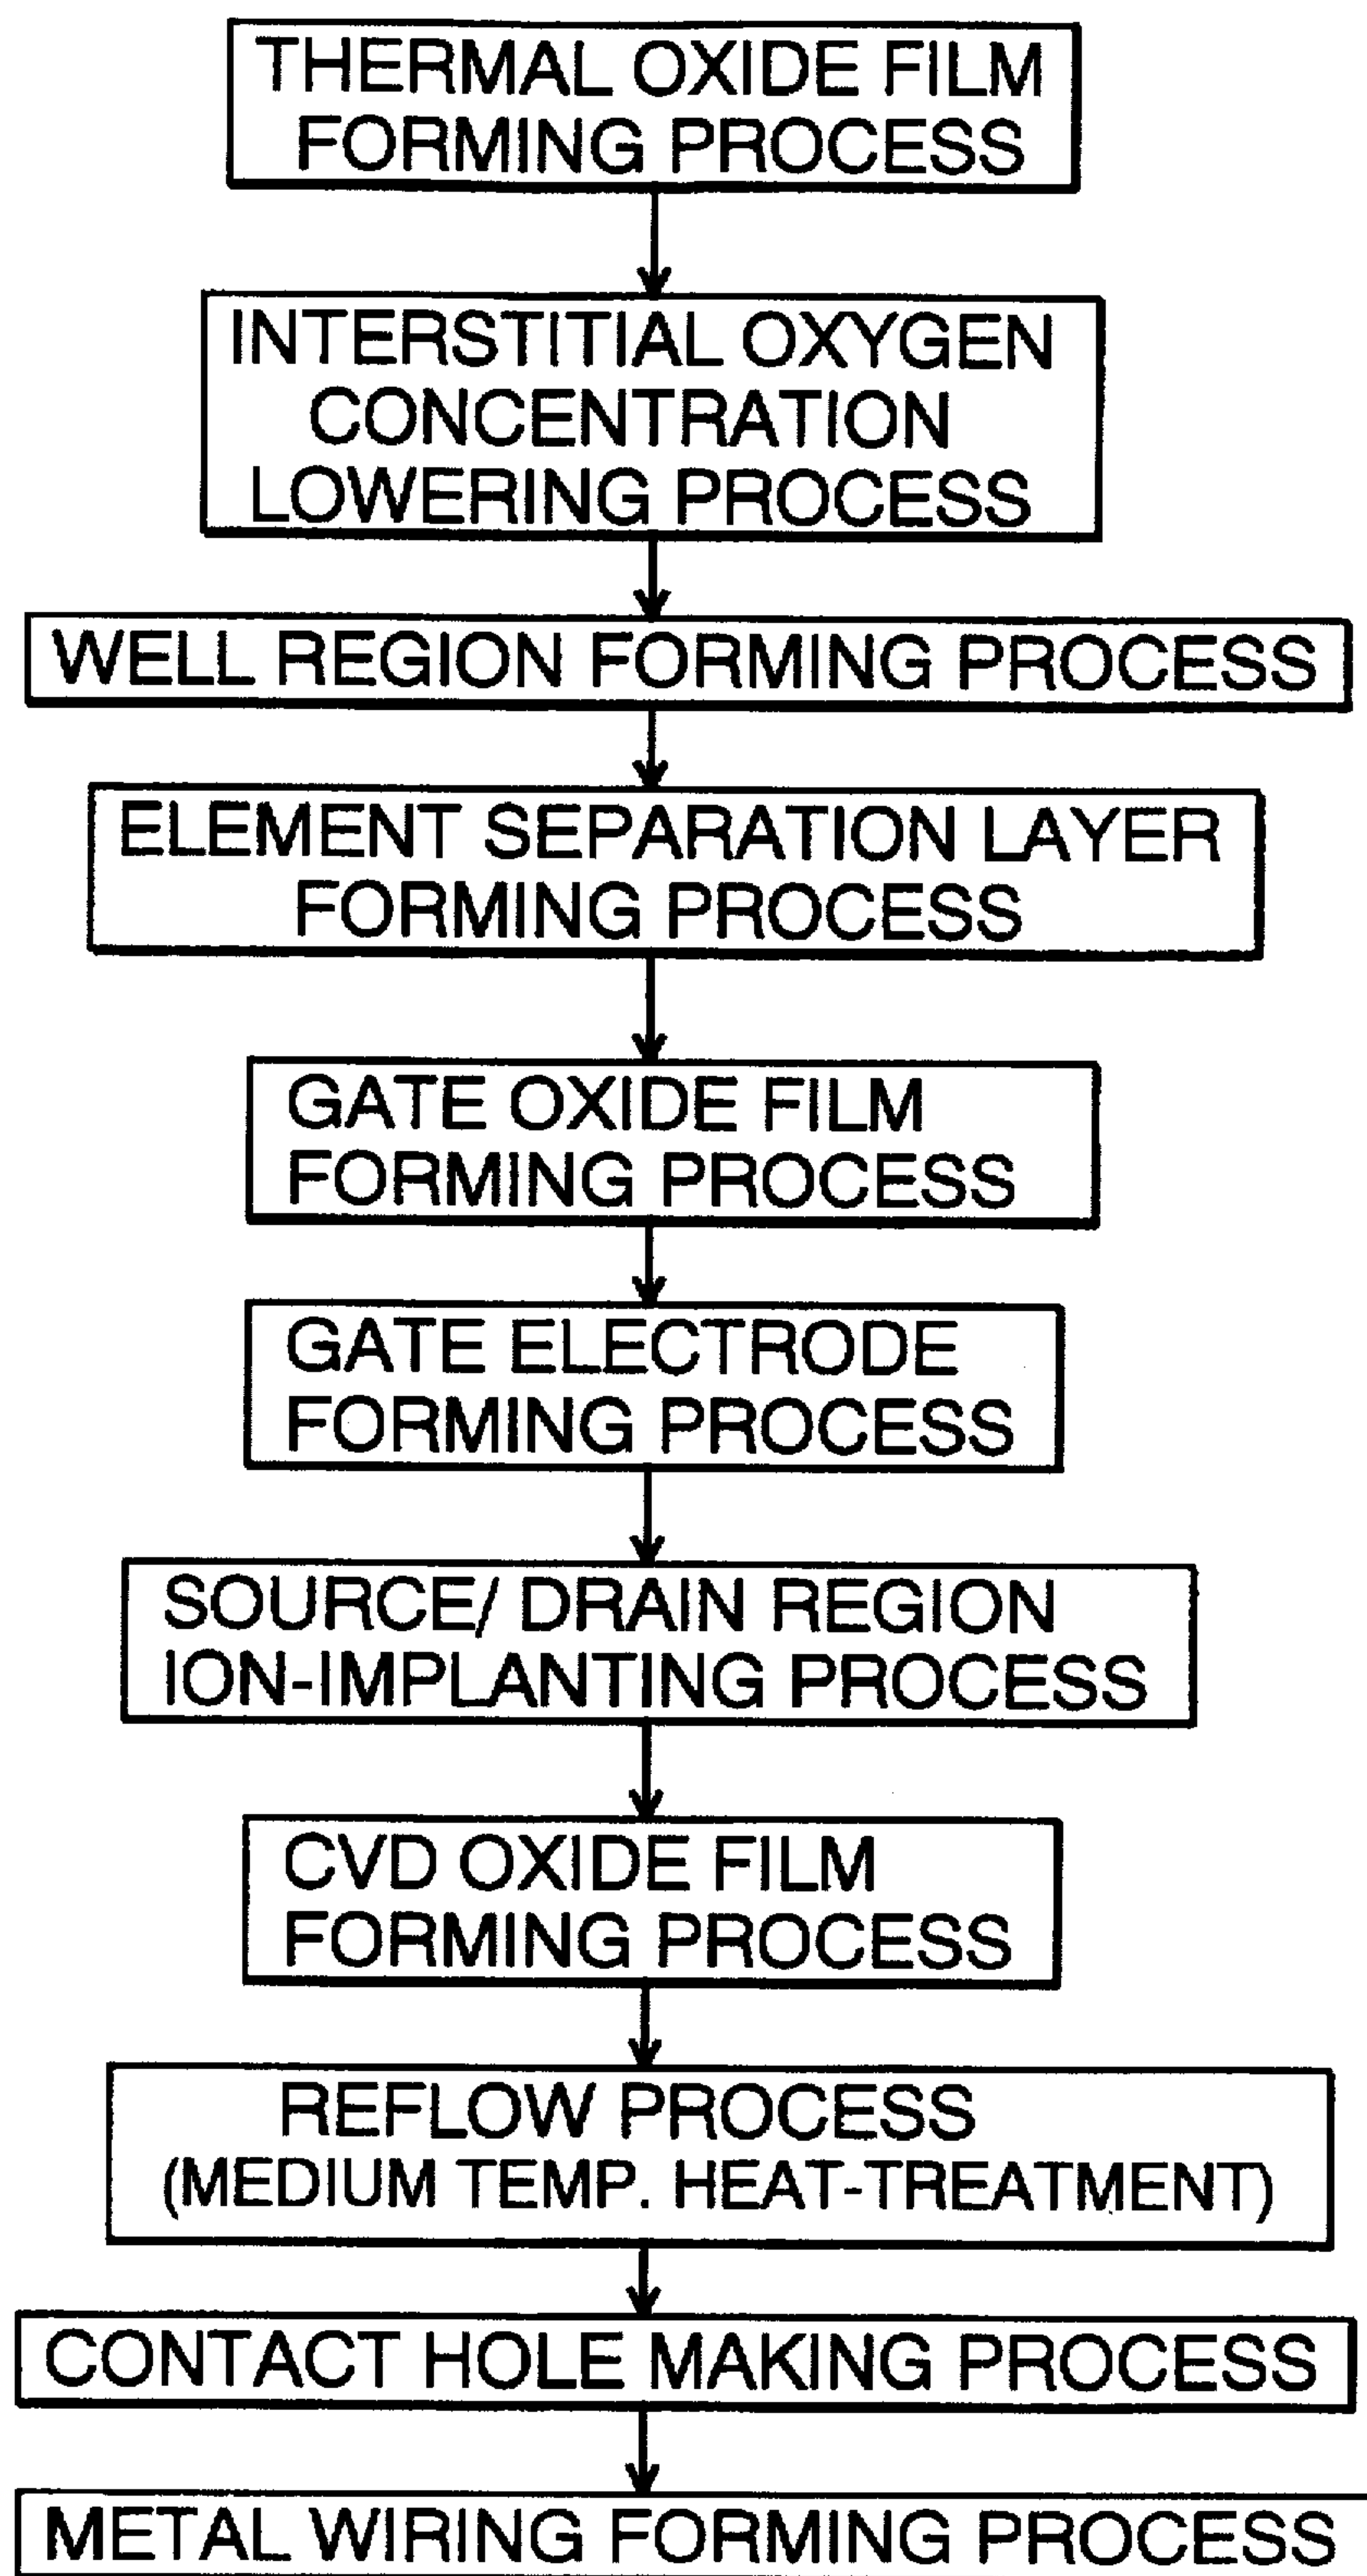 THERMAL OXIDE FILM
FORMING PROCESS
INTERSTITIAL OXYGEN
CONCENTRATION
LOWERING PROCESS
WELL REGION FORMING PROCESS
ELEMENT SEPARATION LAYER
FORMING PROCESS
GATE OXIDE FILM
FORMING PROCESS
GATE ELECTRODE
FORMING PROCESS
SOURCE/ DRAIN REGION
ION-IMPLANTING PROCESS
CVD OXIDE FILM
FORMING PROCESS
REFLOW PROCESS
(MEDIUM TEMP. HEAT-TREATMENT)
CONTACT HOLE MAKING PROCESS
METAL WIRING FORMING PROCESS